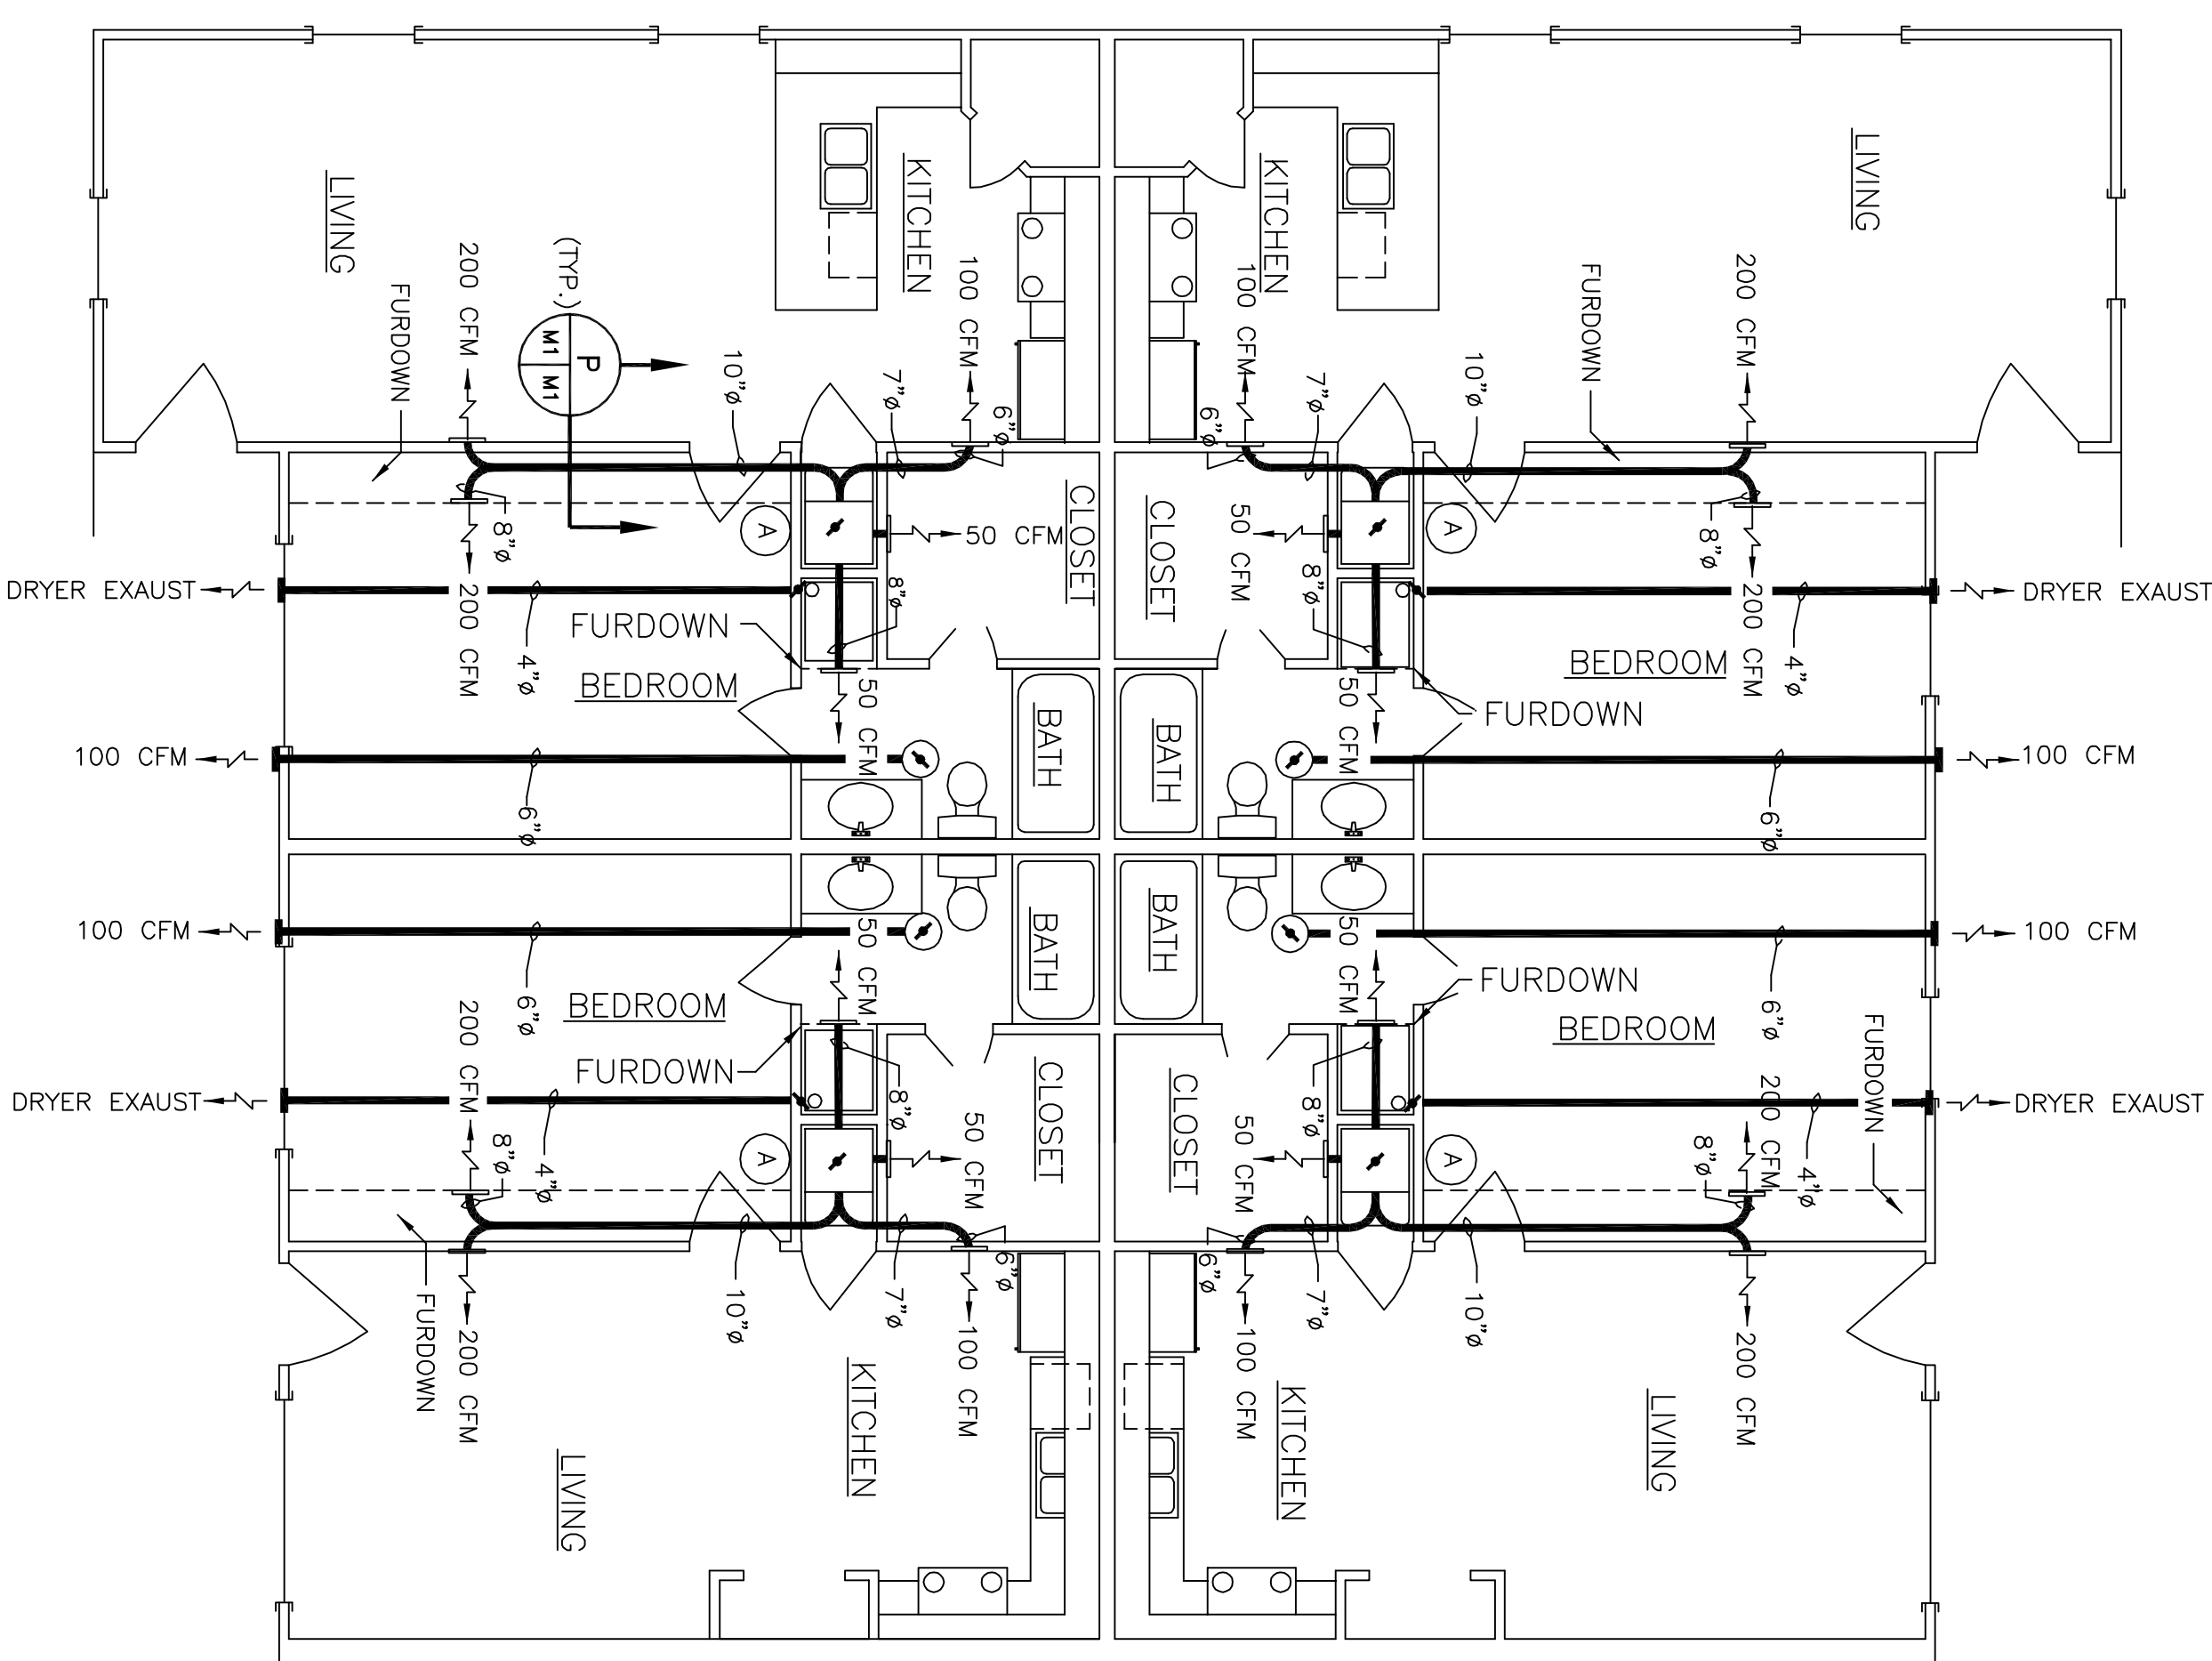 LIVING
KITCHEN
KITCHEN
LIVING
200 CFM
(TYP.)
100 CFM
100 CFM
200 CFM
FURDOWN
FURDOWN
P
M1 M1
10"ø
7"ø
6"ø
6"ø
7"ø
10"ø
8"ø
A
50 CFM
CLOSET
CLOSET
50 CFM
A
8"ø
DRYER EXAUST
200 CFM
4"ø
8"ø
8"ø
200 CFM
4"ø
DRYER EXAUST
FURDOWN
BEDROOM
BEDROOM
FURDOWN
50 CFM
BATH
BATH
50 CFM
100 CFM
6"ø
6"ø
100 CFM
100 CFM
6"ø
50 CFM
BATH
BATH
50 CFM
6"ø
100 CFM
BEDROOM
FURDOWN
BEDROOM
FURDOWN
200 CFM
FURDOWN
CLOSET
CLOSET
200 CFM
DRYER EXAUST
4"ø
8"ø
8"ø
4"ø
DRYER EXAUST
8"ø
A
50 CFM
50 CFM
A
8"ø
10"ø
7"ø
6"ø
6"ø
7"ø
10"ø
FURDOWN
200 CFM
100 CFM
100 CFM
200 CFM
LIVING
KITCHEN
KITCHEN
LIVING